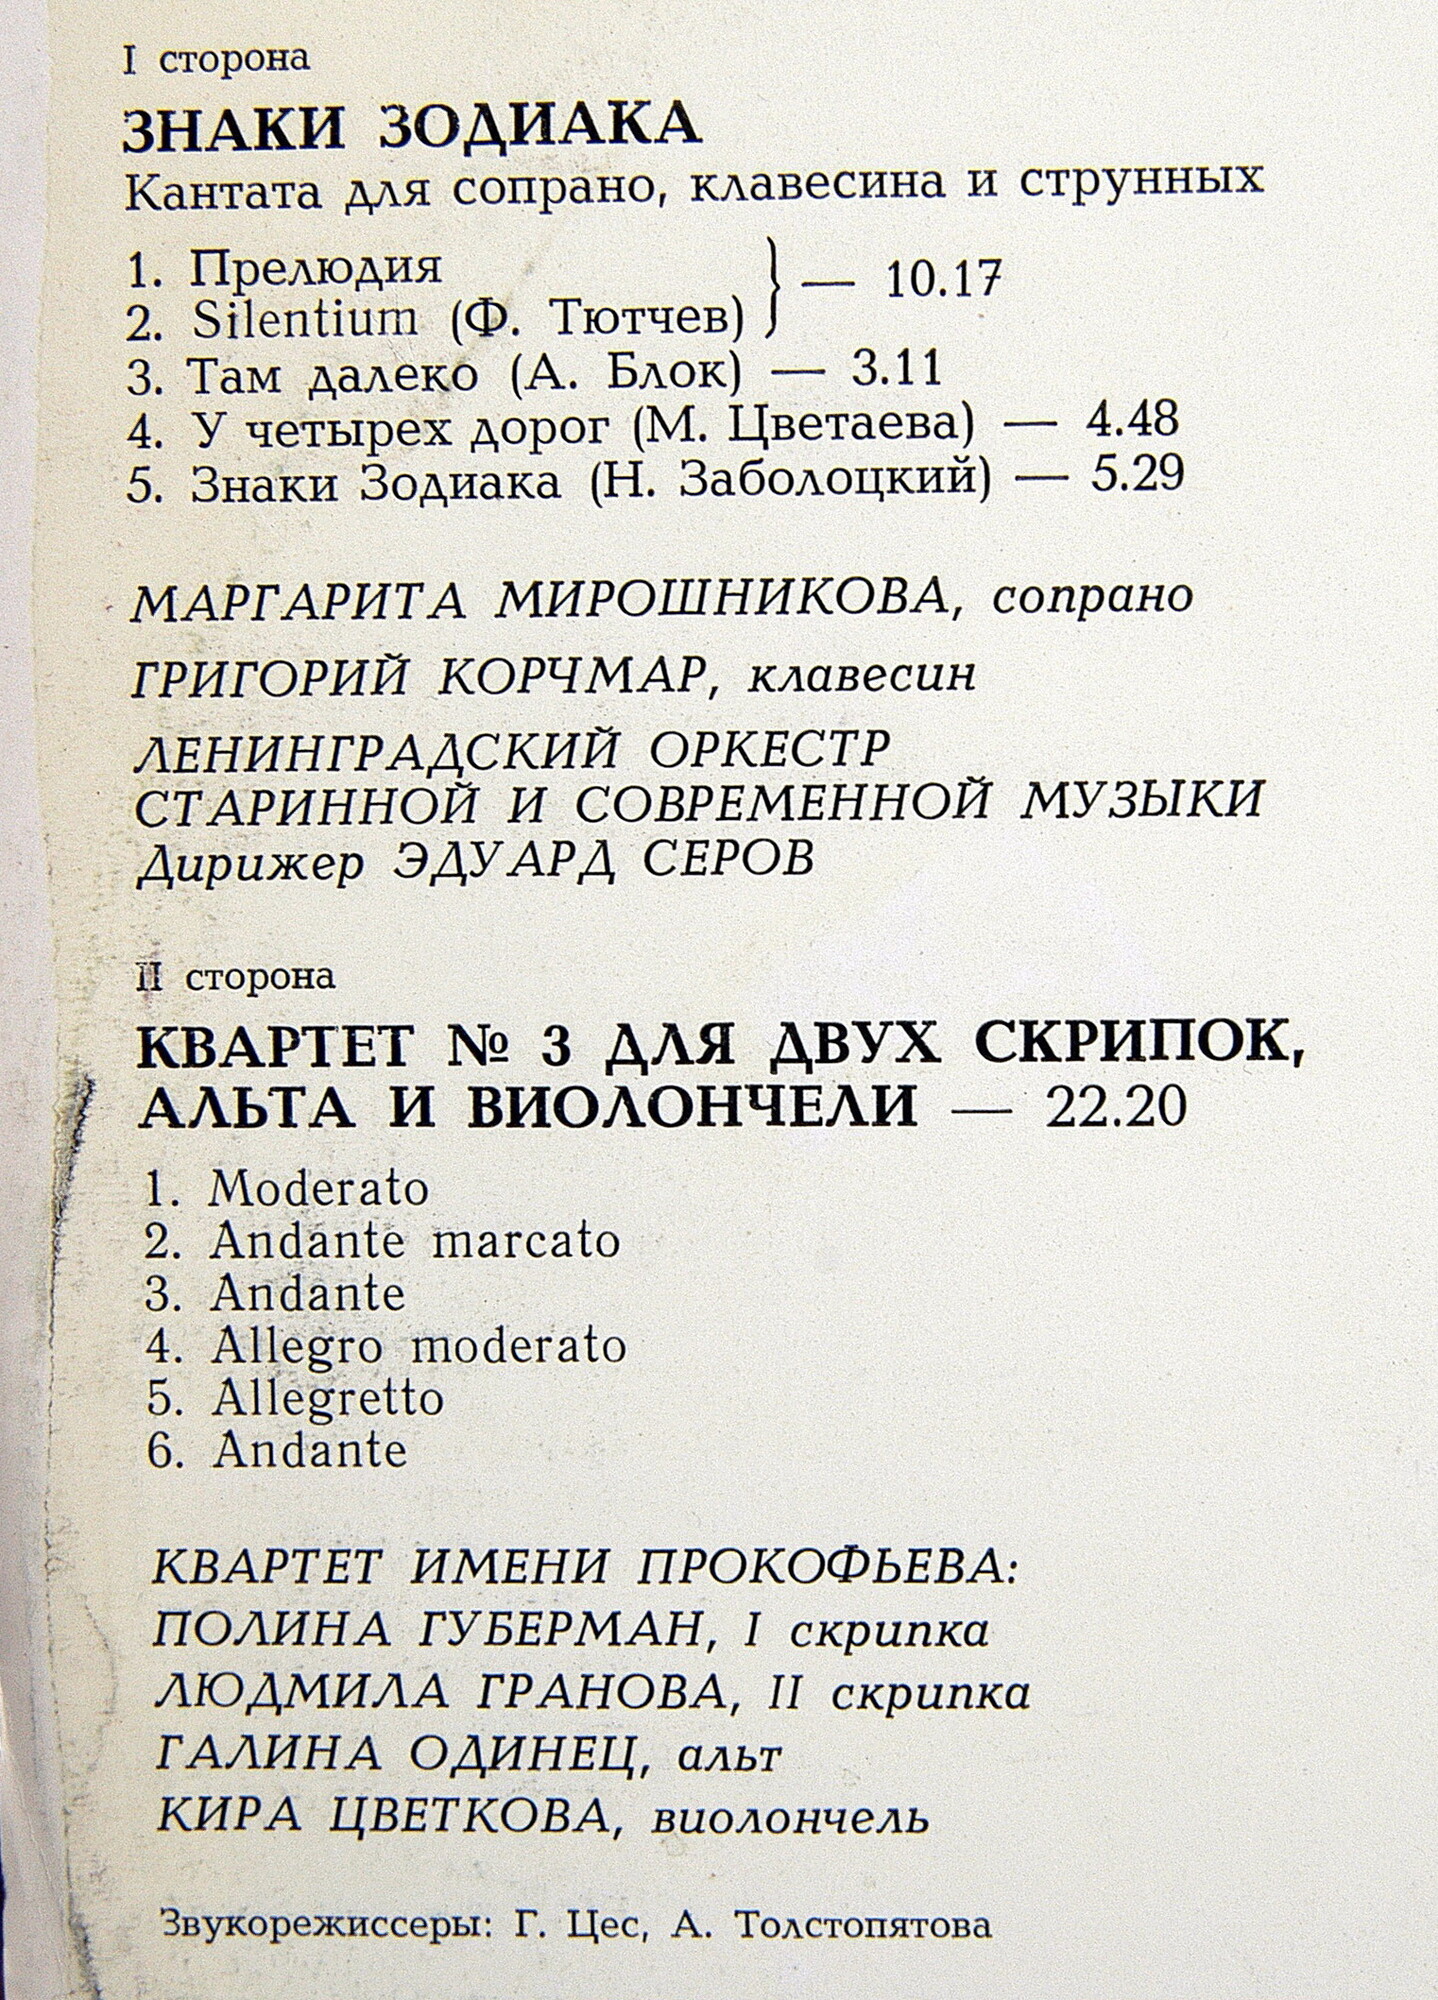 I сторона
ЗНАКИ ЗОДИАКА
Кантата для сопрано, клавесина и струнных
1. Прелюдия
2. Silentium (Ф. Тютчев) } — 10.17
3. Там далеко (А. Блок) — 3.11
4. У четырех дорог (М. Цветаева) — 4.48
5. Знаки Зодиака (Н. Заболоцкий) — 5.29
МАРГАРИТА МИРОШНИКОВА, сопрано
ГРИГОРИЙ КОРЧМАР, клавесин
ЛЕНИНГРАДСКИЙ ОРКЕСТР
СТАРИННОЙ И СОВРЕМЕННОЙ МУЗЫКИ
Дирижер ЭДУАРД СЕРОВ
II сторона
КВАРТЕТ № 3 ДЛЯ ДВУХ СКРИПОК,
АЛЬТА И ВИОЛОНЧЕЛИ — 22.20
1. Moderato
2. Andante marcato
3. Andante
4. Allegro moderato
5. Allegretto
6. Andante
КВАРТЕТ ИМЕНИ ПРОКОФЬЕВА:
ПОЛИНА ГУБЕРМАН, I скрипка
ЛЮДМИЛА ГРАНОВА, II скрипка
ГАЛИНА ОДИНЕЦ, альт
КИРА ЦВЕТКОВА, виолончель
Звукорежиссеры: Г. Цес, А. Толстопятова